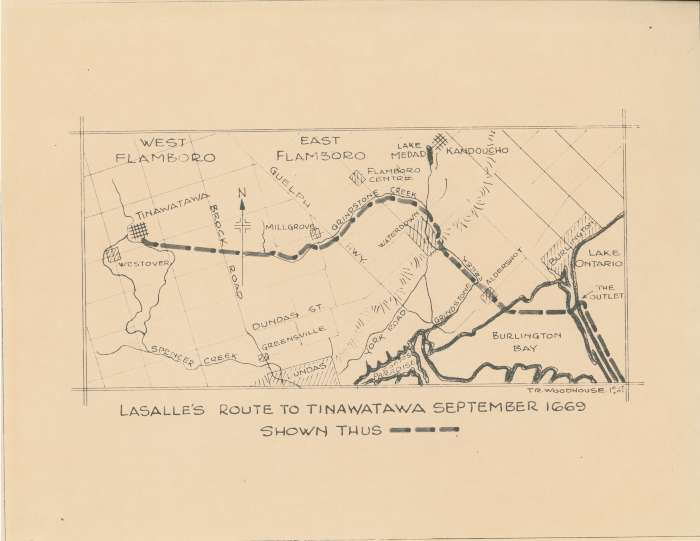 WEST
FLAMBORO
EAST
FLAMBORO
LAKE
MEDAD
KANDOUCHO
FLAMBORO
CENTRE
GUELPH
HWY
TINAWATAWA
BROCK
ROAD
N
MILLGROVE
GRINDSTONE CREEK
WATERDOWN
WESTOVER
BURLINGTON
LAKE
ONTARIO
ALDERSHOT
THE
OUTLET
GRINDSTONE
CREEK
DUNDAS ST.
GREENSVILLE
YORK ROAD
SPENCER CREEK
DUNDAS
PARADISE
BURLINGTON
BAY
T.R. WOODHOUSE
LASALLE'S ROUTE TO TINAWATAWA SEPTEMBER 1669
SHOWN THUS